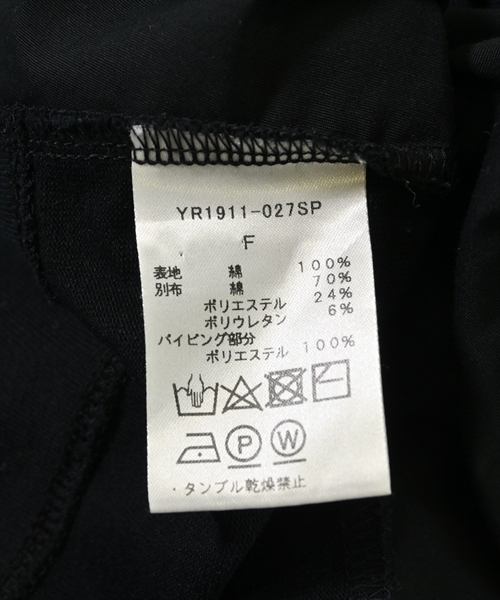 YR1911-027SP
F
表地 綿 100%
別布 綿 70%
ポリエステル 24%
ポリウレタン 6%
パイピング部分
ポリエステル 100%
P W
・タンブル乾燥禁止